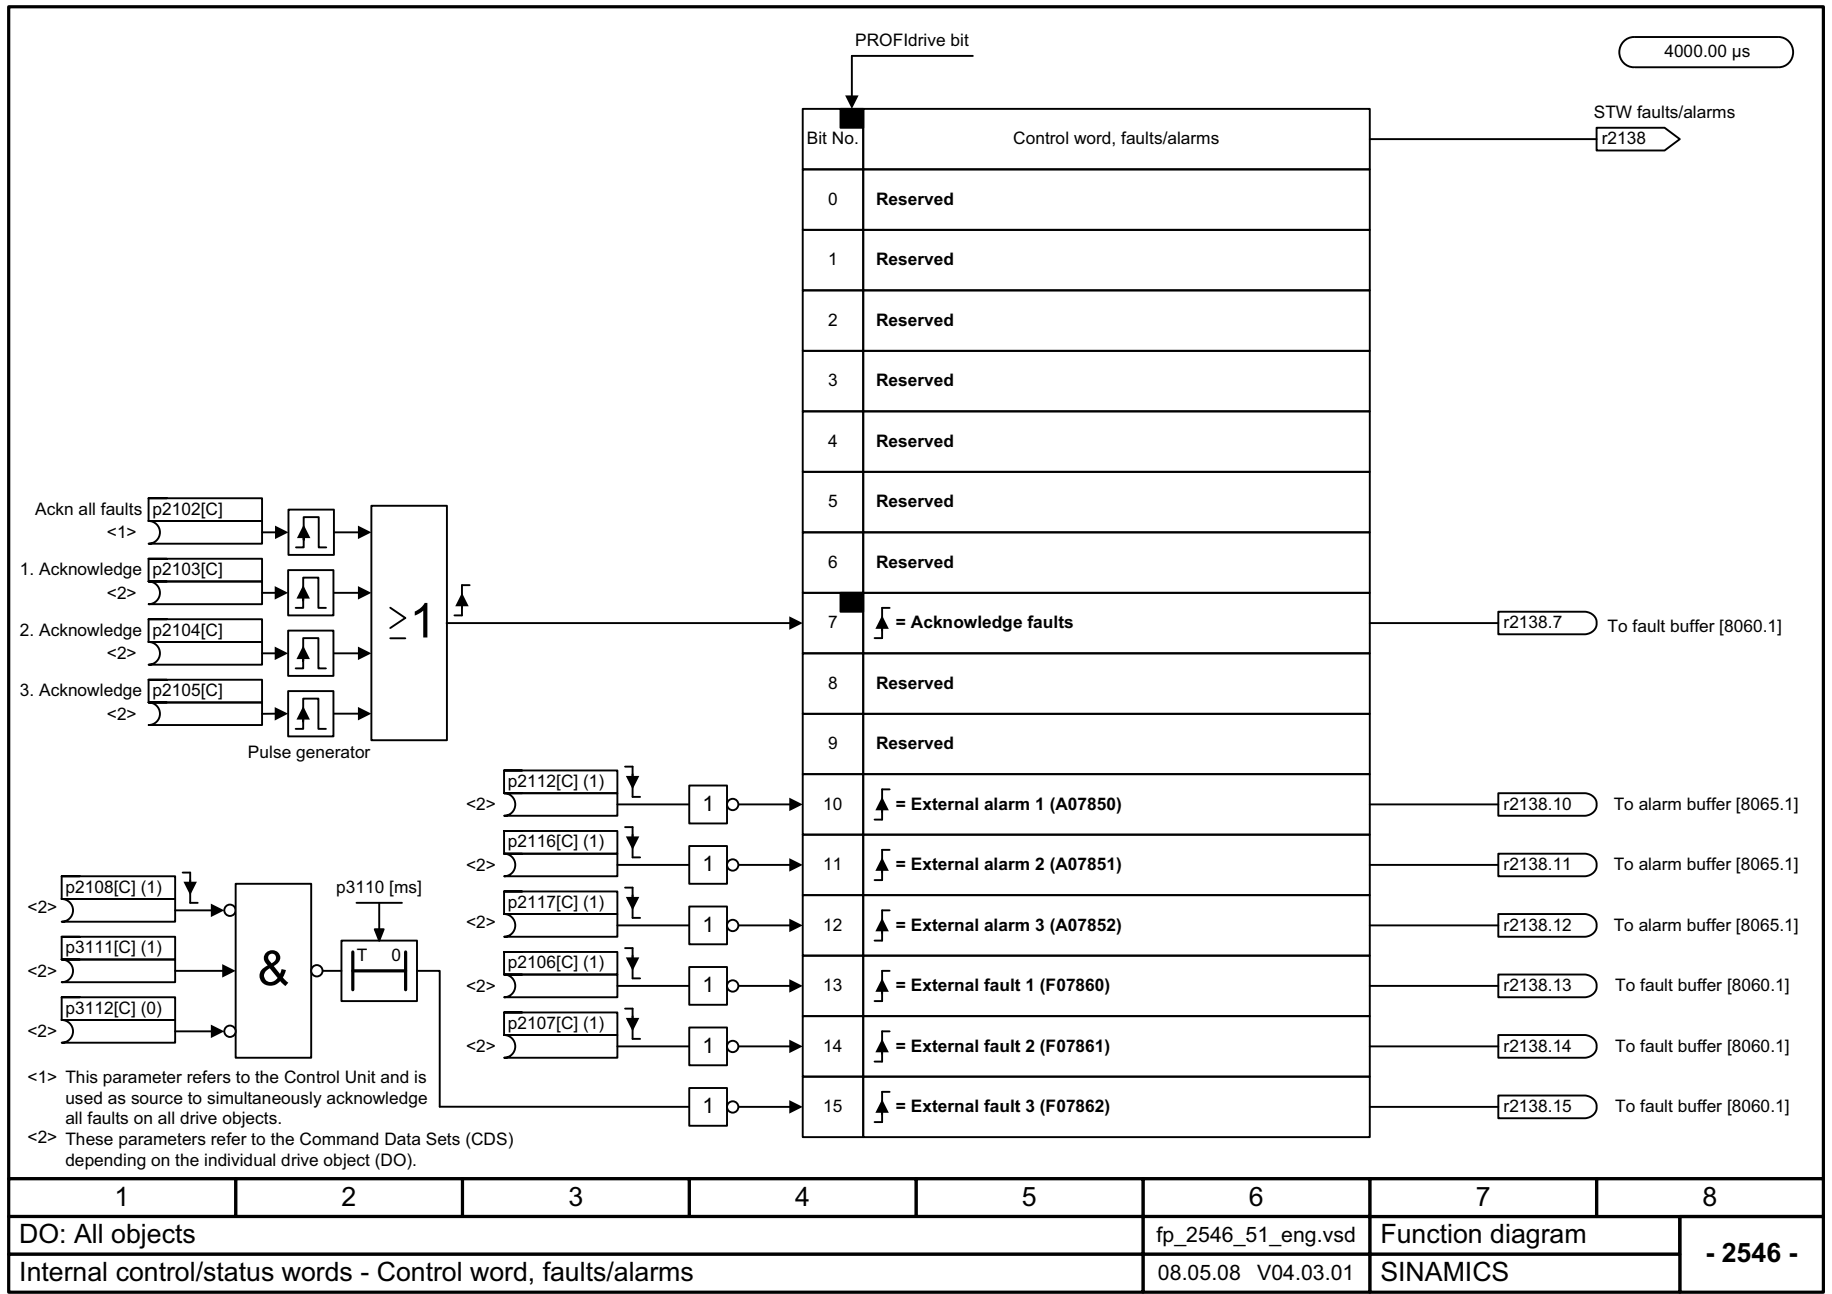 PROFIdrive bit
4000.00 µs
STW faults/alarms
Bit No. Control word, faults/alarms r2138
0 Reserved
1 Reserved
2 Reserved
3 Reserved
4 Reserved
5 Reserved
6 Reserved
7 = Acknowledge faults r2138.7 To fault buffer [8060.1]
8 Reserved
9 Reserved
10 = External alarm 1 (A07850) r2138.10 To alarm buffer [8065.1]
11 = External alarm 2 (A07851) r2138.11 To alarm buffer [8065.1]
12 = External alarm 3 (A07852) r2138.12 To alarm buffer [8065.1]
13 = External fault 1 (F07860) r2138.13 To fault buffer [8060.1]
14 = External fault 2 (F07861) r2138.14 To fault buffer [8060.1]
15 = External fault 3 (F07862) r2138.15 To fault buffer [8060.1]
Ackn all faults p2102[C]
<1>
1. Acknowledge p2103[C]
<2>
2. Acknowledge p2104[C]
<2>
3. Acknowledge p2105[C]
<2>
≥1
Pulse generator
p2112[C] (1)
<2> 1
p2116[C] (1)
<2> 1
p2117[C] (1)
<2> 1
p2106[C] (1)
<2> 1
p2107[C] (1)
<2> 1
1
p2108[C] (1)
<2>
p3111[C] (1)
<2>
p3112[C] (0)
<2>
&
p3110 [ms]
T 0
<1> This parameter refers to the Control Unit and is
used as source to simultaneously acknowledge
all faults on all drive objects.
<2> These parameters refer to the Command Data Sets (CDS)
depending on the individual drive object (DO).
1 2 3 4 5 6 7 8
DO: All objects fp_2546_51_eng.vsd Function diagram
- 2546 -
Internal control/status words - Control word, faults/alarms 08.05.08 V04.03.01 SINAMICS